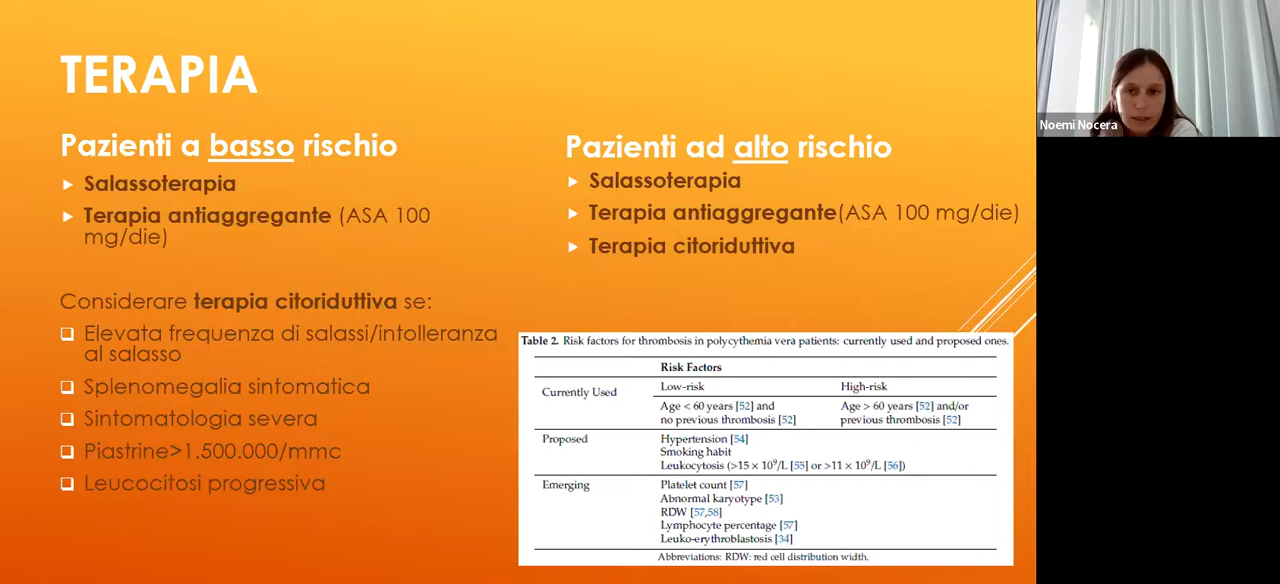 TERAPIA
Pazienti a basso rischio
Salassoterapia
Terapia antiaggregante (ASA 100
mg/die)
Considerare terapia citoriduttiva se:
Elevata frequenza di salassi/intolleranza
al salasso
Splenomegalia sintomatica
Sintomatologia severa
Piastrine>1.500.000/mmc
Leucocitosi progressiva
Pazienti ad alto rischio
Salassoterapia
Terapia antiaggregante(ASA 100 mg/die)
Terapia citoriduttiva
Table 2. Risk factors for thrombosis in polycythemia vera patients: currently used and proposed ones.
Risk Factors
Currently Used
Low-risk
High-risk
Age < 60 years [52] and
no previous thrombosis [52]
Age > 60 years [52] and/or
previous thrombosis [52]
Proposed
Hypertension [54]
Smoking habit
Leukocytosis (>15 × 10⁹/L [55] or >11 × 10⁹/L [56])
Emerging
Platelet count [57]
Abnormal karyotype [53]
RDW [57,58]
Lymphocyte percentage [57]
Leuko-erythroblastosis [34]
Abbreviations: RDW: red cell distribution width.
Noemi Nocera